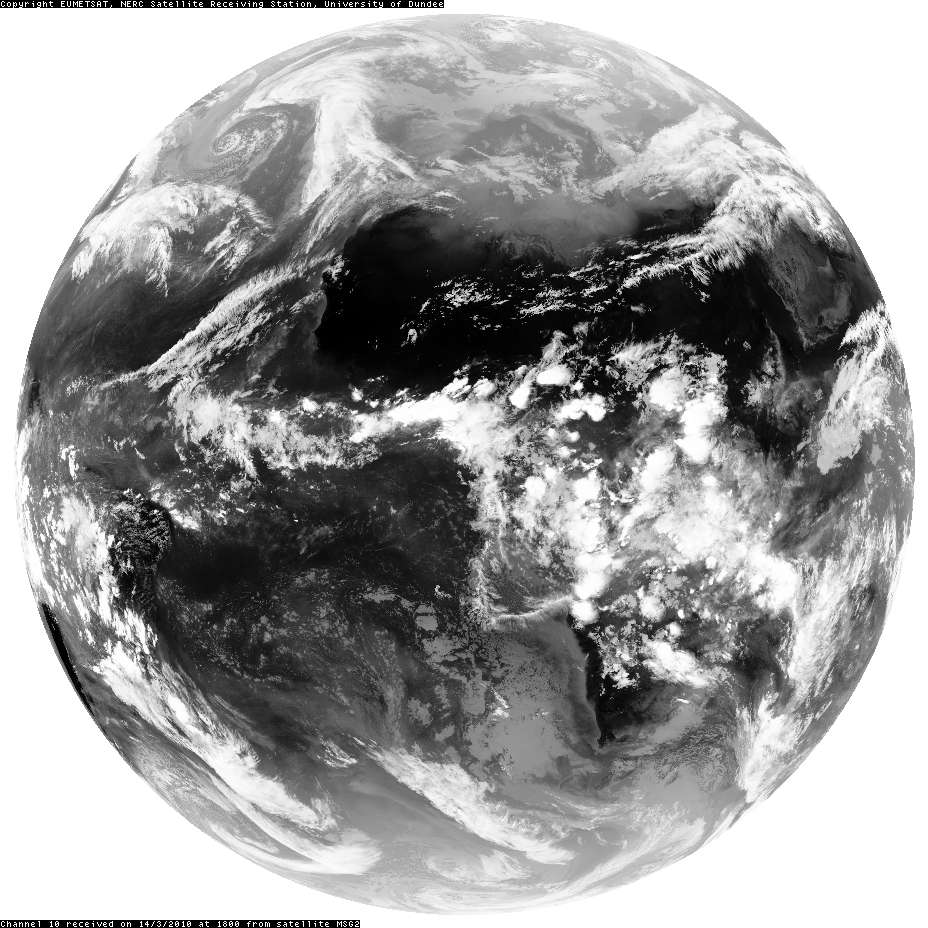 Copyright EUMETSAT, NERC Satellite Receiving Station, University of Dundee
Channel 10 received on 14/3/2010 at 1800 from satellite MSG2